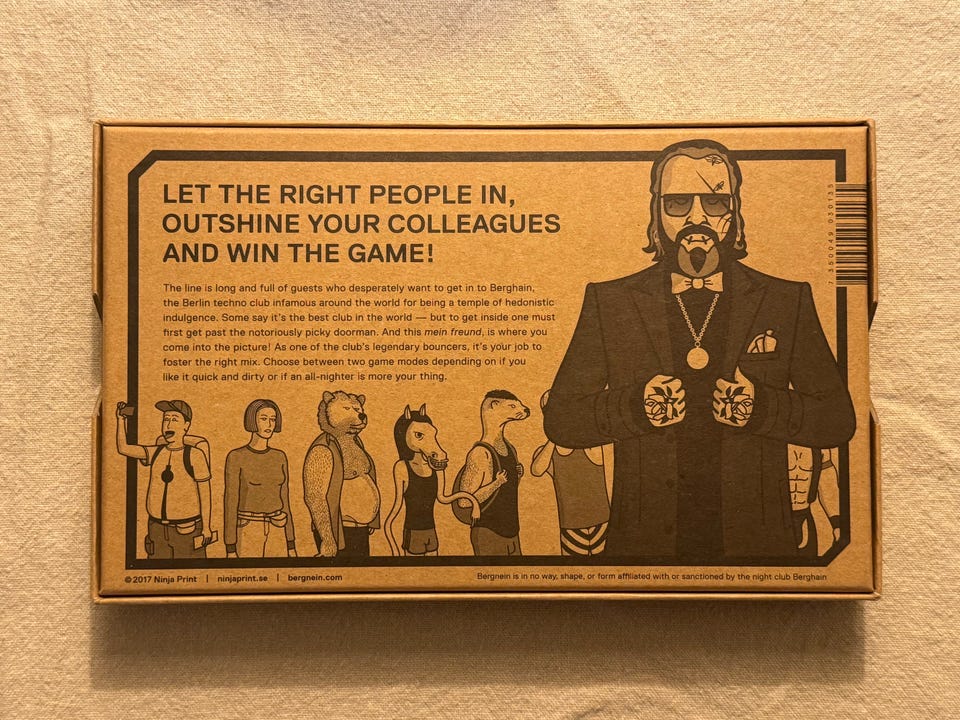 LET THE RIGHT PEOPLE IN,
OUTSHINE YOUR COLLEAGUES
AND WIN THE GAME!
The line is long and full of guests who desperately want to get in to Berghain,
the Berlin techno club infamous around the world for being a temple of hedonistic
indulgence. Some say it's the best club in the world — but to get inside one must
first get past the notoriously picky doorman. And this mein freund, is where you
come into the picture! As one of the club's legendary bouncers, it's your job to
foster the right mix. Choose between two game modes depending on if you
like it quick and dirty or if an all-nighter is more your thing.
7 350049 030135
©2017 Ninja Print | ninjaprint.se | bergnein.com
Bergnein is in no way, shape, or form affiliated with or sanctioned by the night club Berghain